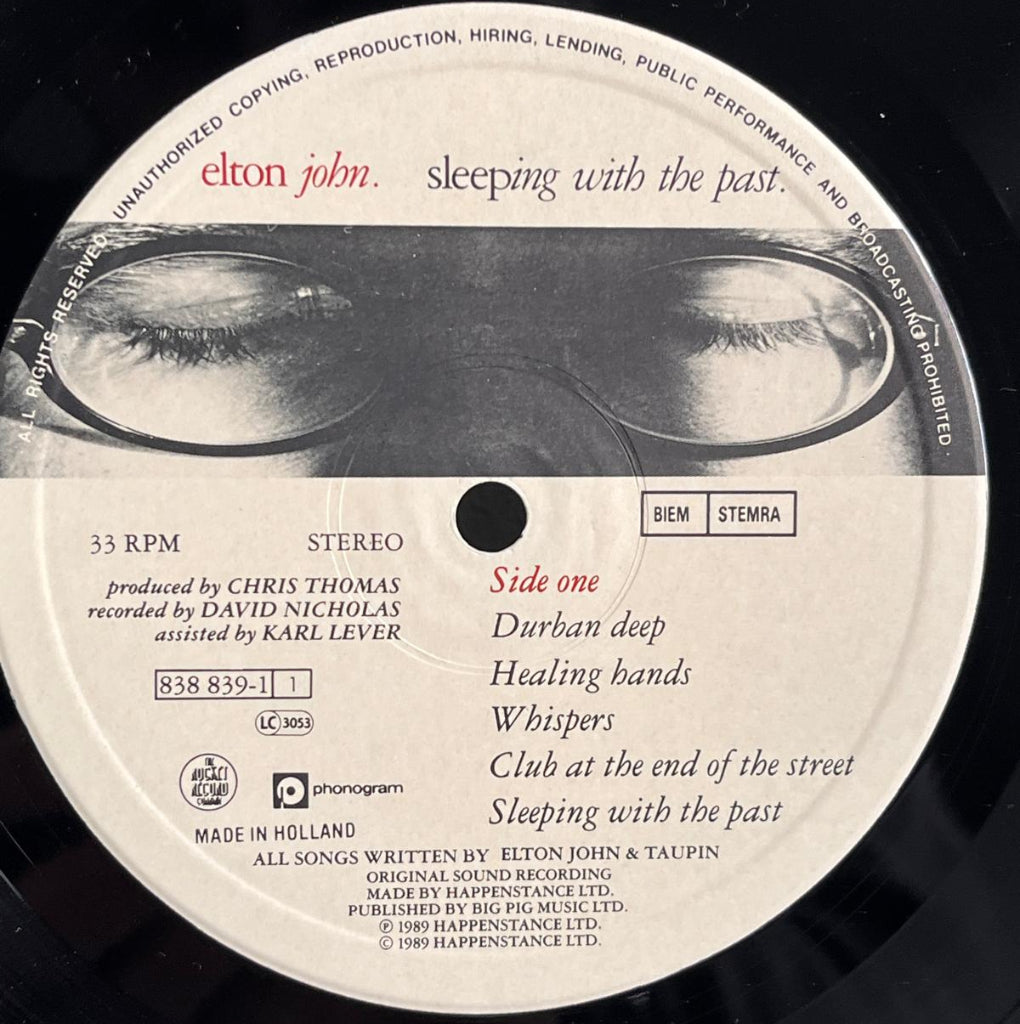 ALL RIGHTS RESERVED UNAUTHORIZED COPYING, REPRODUCTION, HIRING, LENDING, PUBLIC PERFORMANCE AND BROADCASTING PROHIBITED
elton john. sleeping with the past.
BIEM STEMRA
33 RPM STEREO
produced by CHRIS THOMAS
recorded by DAVID NICHOLAS
assisted by KARL LEVER
838 839-1 1
LC 3053
THE ROCKET RECORD COMPANY
phonogram
MADE IN HOLLAND
Side one
Durban deep
Healing hands
Whispers
Club at the end of the street
Sleeping with the past
ALL SONGS WRITTEN BY ELTON JOHN & TAUPIN
ORIGINAL SOUND RECORDING
MADE BY HAPPENSTANCE LTD.
PUBLISHED BY BIG PIG MUSIC LTD.
℗ 1989 HAPPENSTANCE LTD.
© 1989 HAPPENSTANCE LTD.